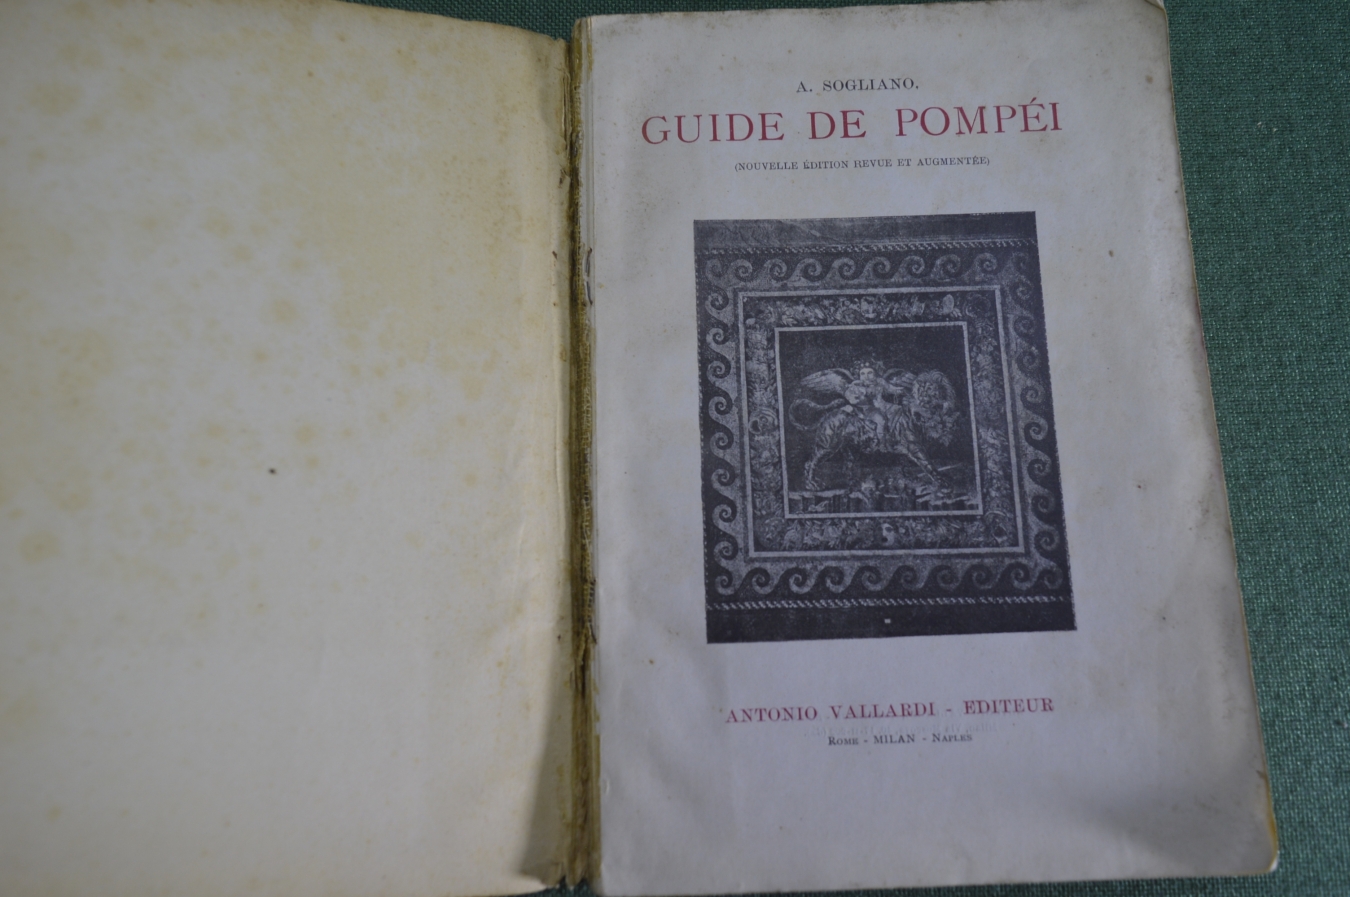 A. SOGLIANO.
GUIDE DE POMPÉI
(NOUVELLE ÉDITION REVUE ET AUGMENTÉE)
ANTONIO VALLARDI - EDITEUR
ROME - MILAN - NAPLES